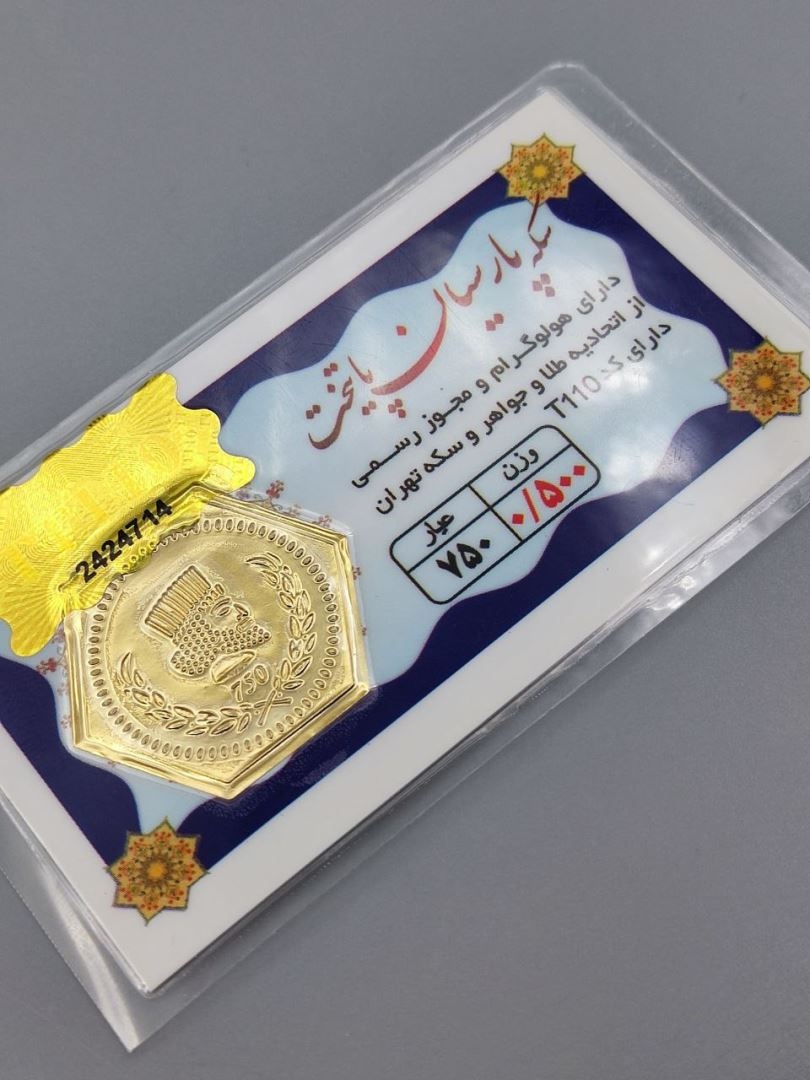 سکه پارسیان پایتخت
دارای هولوگرام و مجوز رسمی
از اتحادیه طلا و جواهر و سکه تهران
دارای کد T110
وزن
۰/۵۰۰
عیار
۷۵۰
2424714
750